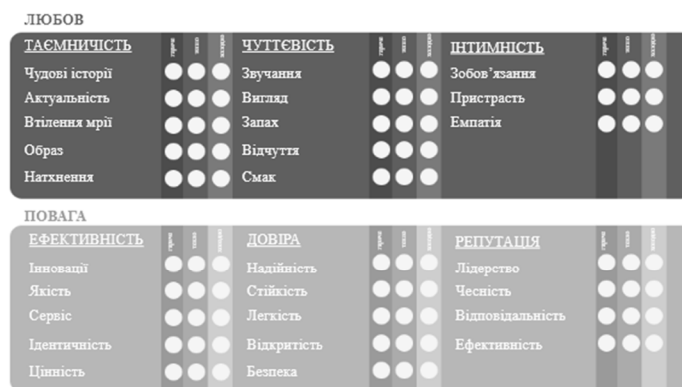 ЛЮБОВ
ТАЄМНИЧІСТЬ
Чудові історії
Актуальність
Втілення мрії
Образ
Натхнення
ЧУТТЄВІСТЬ
Звучання
Вигляд
Запах
Відчуття
Смак
ІНТИМНІСТЬ
Зобов’язання
Пристрасть
Емпатія
ПОВАГА
ЕФЕКТИВНІСТЬ
Інновації
Якість
Сервіс
Ідентичність
Цінність
ДОВІРА
Надійність
Стійкість
Легкість
Відкритість
Безпека
РЕПУТАЦІЯ
Лідерство
Чесність
Відповідальність
Ефективність